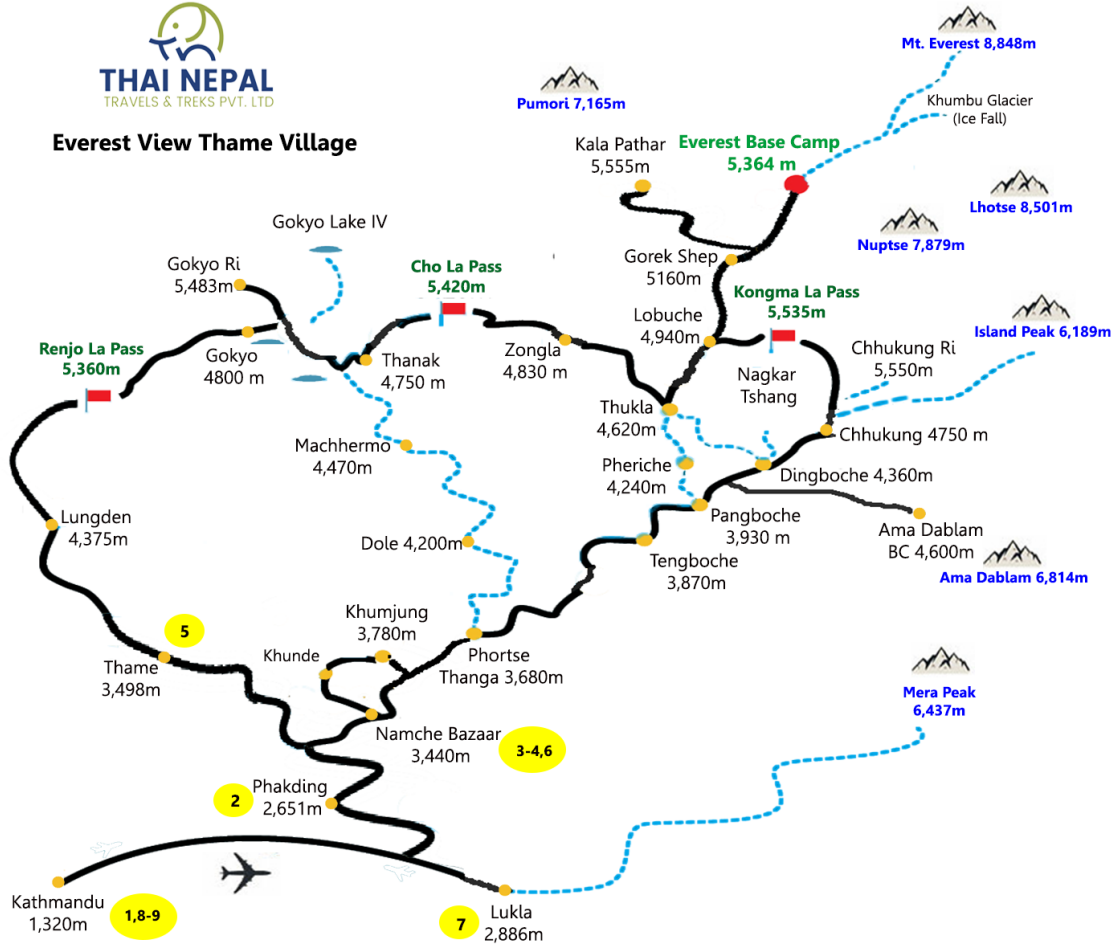 THAI NEPAL
TRAVELS & TREKS PVT. LTD
Everest View Thame Village
Mt. Everest 8,848m
Pumori 7,165m
Khumbu Glacier
(Ice Fall)
Kala Pathar
5,555m
Everest Base Camp
5,364 m
Lhotse 8,501m
Nuptse 7,879m
Gokyo Lake IV
Gokyo Ri
5,483m
Cho La Pass
5,420m
Gorek Shep
5160m
Kongma La Pass
5,535m
Lobuche
4,940m
Island Peak 6,189m
Renjo La Pass
5,360m
Gokyo
4800 m
Thanak
4,750 m
Zongla
4,830 m
Nagkar
Tshang
Chhukung Ri
5,550m
Thukla
4,620m
Chhukung 4750 m
Machhermo
4,470m
Pheriche
4,240m
Dingboche 4,360m
Lungden
4,375m
Pangboche
3,930 m
Ama Dablam
BC 4,600m
Dole 4,200m
Tengboche
3,870m
Ama Dablam 6,814m
Khumjung
3,780m
5
Khunde
Thame
3,498m
Phortse
Thanga 3,680m
Mera Peak
6,437m
Namche Bazaar
3,440m
3-4,6
2
Phakding
2,651m
Kathmandu
1,320m
1,8-9
7
Lukla
2,886m